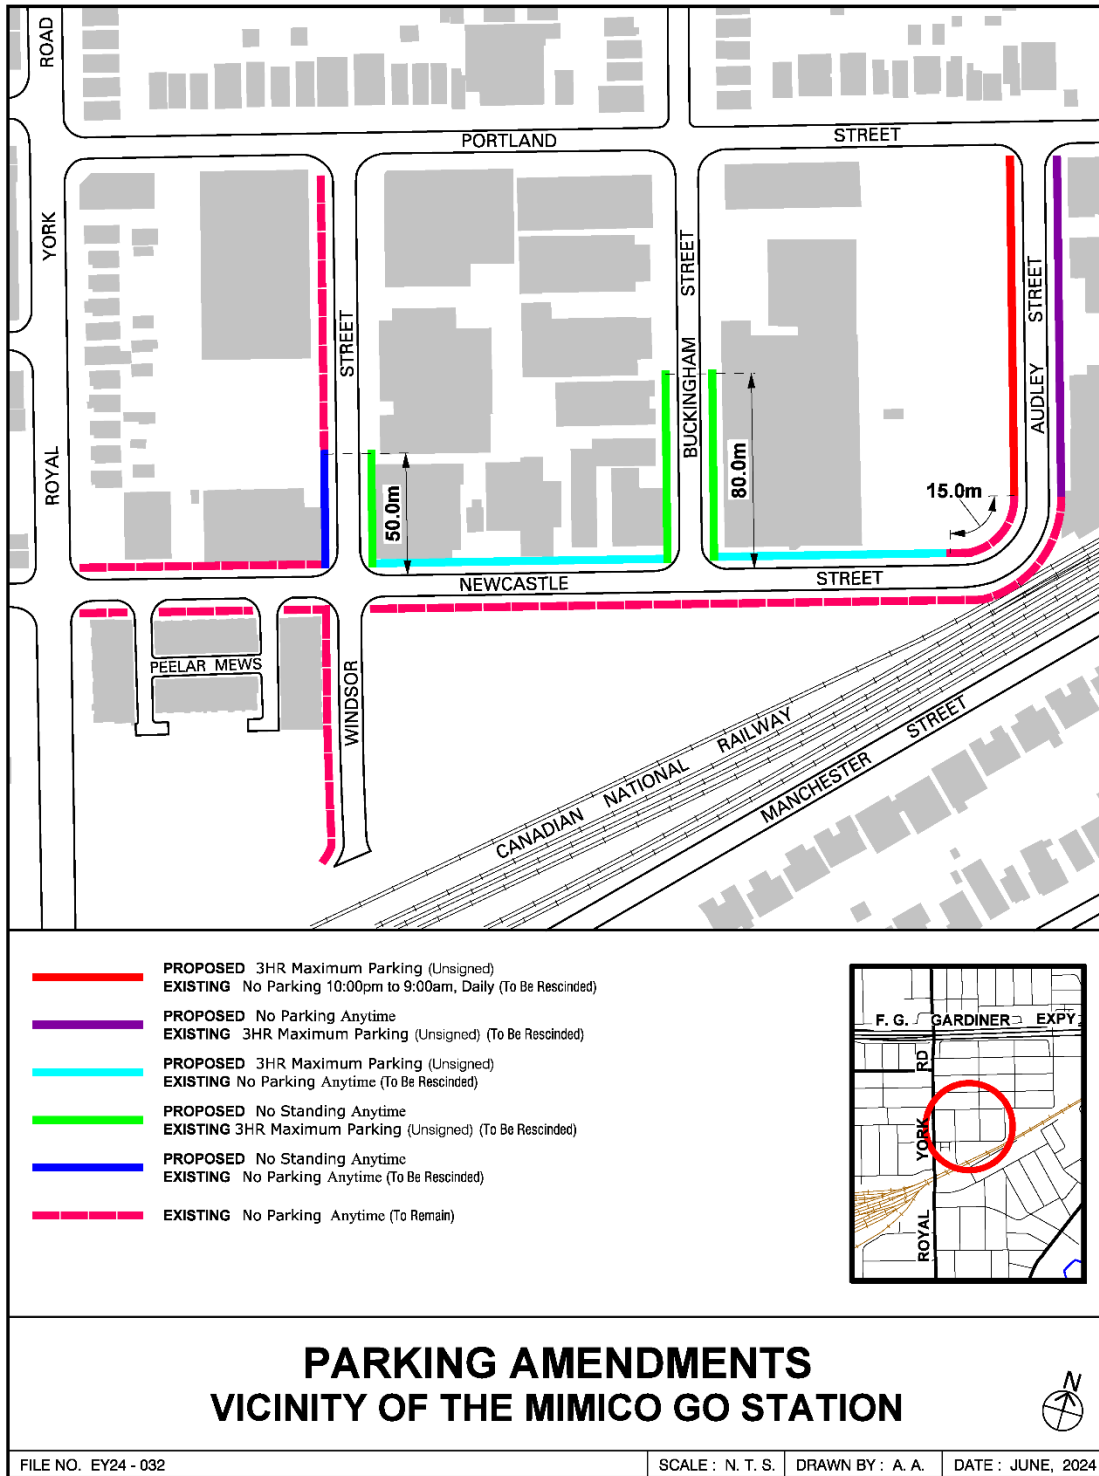 ROAD
PORTLAND
STREET
YORK
STREET
STREET
STREET
BUCKINGHAM
AUDLEY
ROYAL
50.0m
80.0m
15.0m
NEWCASTLE
STREET
PEELAR MEWS
WINDSOR
CANADIAN NATIONAL RAILWAY
MANCHESTER STREET
PROPOSED 3HR Maximum Parking (Unsigned)
EXISTING No Parking 10:00pm to 9:00am, Daily (To Be Rescinded)
PROPOSED No Parking Anytime
EXISTING 3HR Maximum Parking (Unsigned) (To Be Rescinded)
PROPOSED 3HR Maximum Parking (Unsigned)
EXISTING No Parking Anytime (To Be Rescinded)
PROPOSED No Standing Anytime
EXISTING 3HR Maximum Parking (Unsigned) (To Be Rescinded)
PROPOSED No Standing Anytime
EXISTING No Parking Anytime (To Be Rescinded)
EXISTING No Parking Anytime (To Remain)
F. G. GARDINER EXPY
RD
YORK
ROYAL
PARKING AMENDMENTS
VICINITY OF THE MIMICO GO STATION
N
FILE NO. EY24 - 032
SCALE : N. T. S.
DRAWN BY : A. A.
DATE : JUNE, 2024